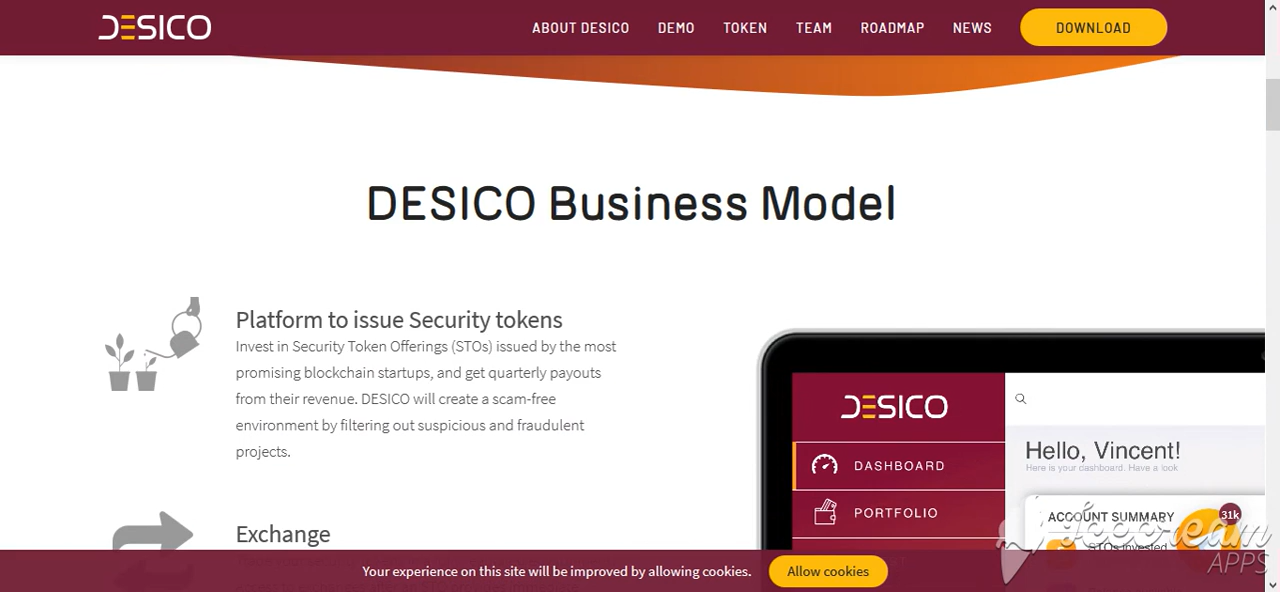 DESICO
ABOUT DESICO
DEMO
TOKEN
TEAM
ROADMAP
NEWS
DOWNLOAD
DESICO Business Model
Platform to issue Security tokens
Invest in Security Token Offerings (STOs) issued by the most
promising blockchain startups, and get quarterly payouts
from their revenue. DESICO will create a scam-free
environment by filtering out suspicious and fraudulent
projects.
Exchange
DESICO
DASHBOARD
PORTFOLIO
Hello, Vincent!
Here is your dashboard. Have a look
ACCOUNT SUMMARY
31k
STOs invested
Your experience on this site will be improved by allowing cookies.
Allow cookies
APPS